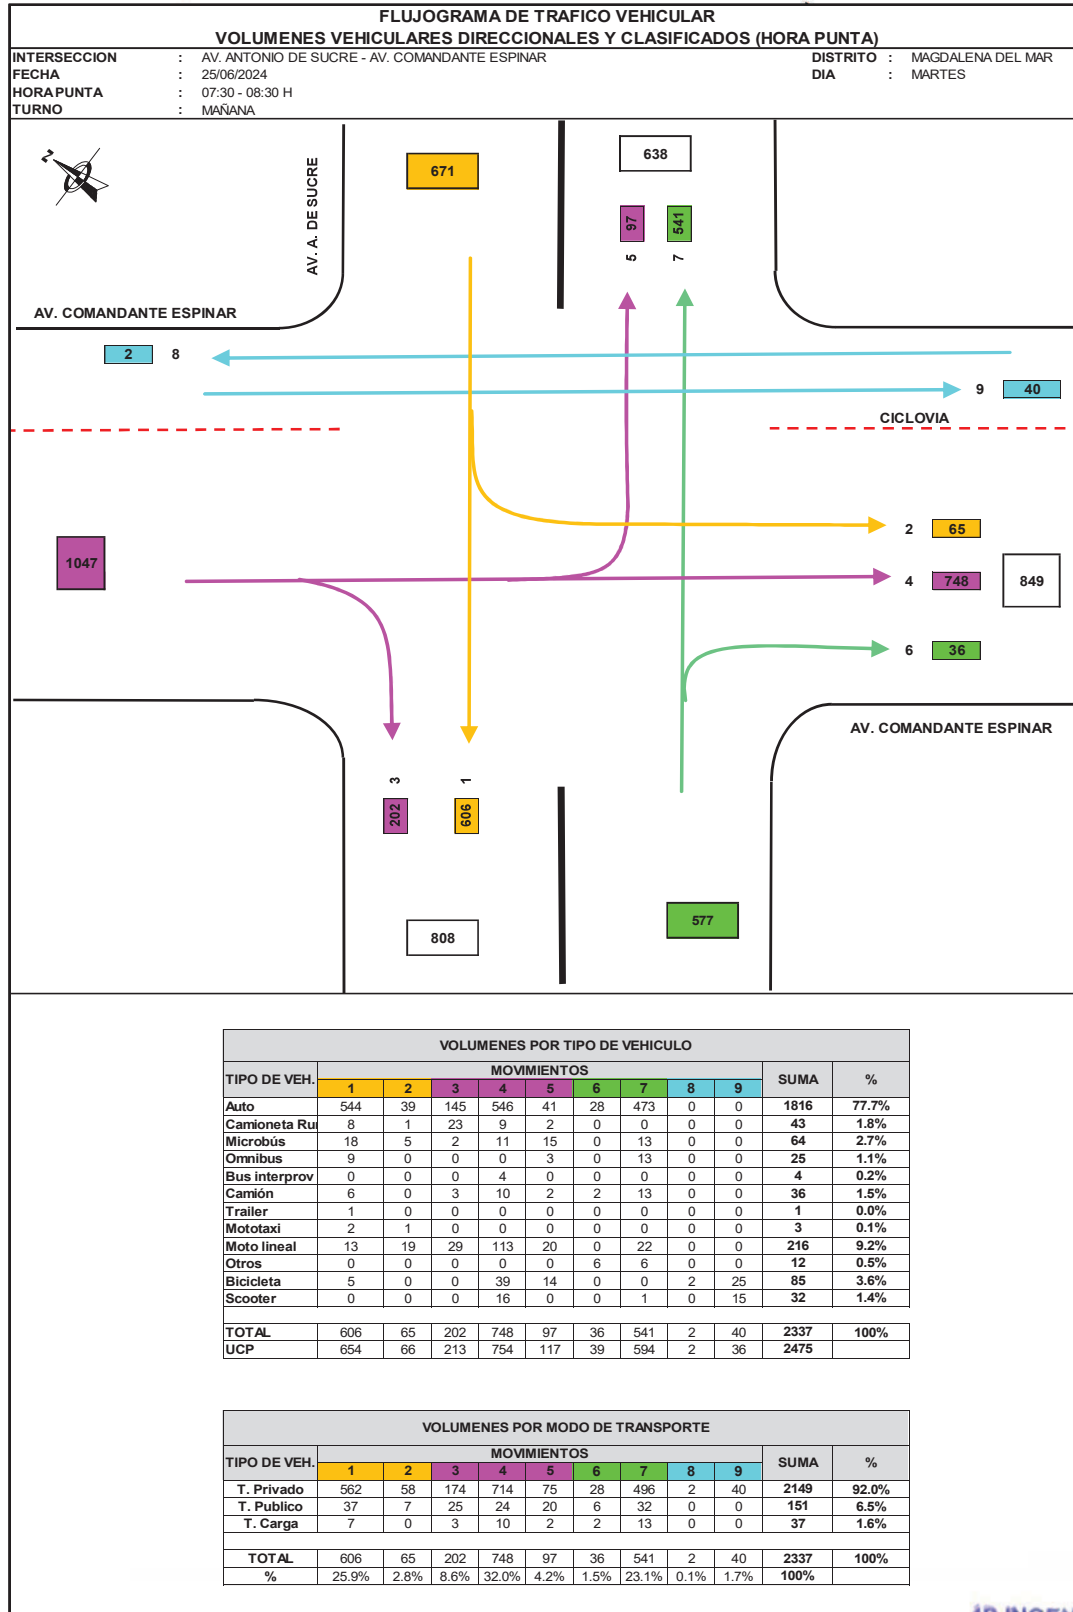 FLUJOGRAMA DE TRAFICO VEHICULAR
VOLUMENES VEHICULARES DIRECCIONALES Y CLASIFICADOS (HORA PUNTA)
INTERSECCION : AV. ANTONIO DE SUCRE - AV. COMANDANTE ESPINAR DISTRITO : MAGDALENA DEL MAR
FECHA : 25/06/2024 DIA : MARTES
HORA PUNTA : 07:30 - 08:30 H
TURNO : MAÑANA
N
AV. A. DE SUCRE
671
638
97 541
5 7
AV. COMANDANTE ESPINAR
2 8
9 40
CICLOVIA
2 65
1047
4 748 849
6 36
AV. COMANDANTE ESPINAR
3 1
202 606
577
808
VOLUMENES POR TIPO DE VEHICULO
TIPO DE VEH. MOVIMIENTOS SUMA %
1 2 3 4 5 6 7 8 9
Auto 544 39 145 546 41 28 473 0 0 1816 77.7%
Camioneta Ru 8 1 23 9 2 0 0 0 0 43 1.8%
Microbús 18 5 2 11 15 0 13 0 0 64 2.7%
Omnibus 9 0 0 0 3 0 13 0 0 25 1.1%
Bus interprov 0 0 0 4 0 0 0 0 0 4 0.2%
Camión 6 0 3 10 2 2 13 0 0 36 1.5%
Trailer 1 0 0 0 0 0 0 0 0 1 0.0%
Mototaxi 2 1 0 0 0 0 0 0 0 3 0.1%
Moto lineal 13 19 29 113 20 0 22 0 0 216 9.2%
Otros 0 0 0 0 0 6 6 0 0 12 0.5%
Bicicleta 5 0 0 39 14 0 0 2 25 85 3.6%
Scooter 0 0 0 16 0 0 1 0 15 32 1.4%
TOTAL 606 65 202 748 97 36 541 2 40 2337 100%
UCP 654 66 213 754 117 39 594 2 36 2475
VOLUMENES POR MODO DE TRANSPORTE
TIPO DE VEH. MOVIMIENTOS SUMA %
1 2 3 4 5 6 7 8 9
T. Privado 562 58 174 714 75 28 496 2 40 2149 92.0%
T. Publico 37 7 25 24 20 6 32 0 0 151 6.5%
T. Carga 7 0 3 10 2 2 13 0 0 37 1.6%
TOTAL 606 65 202 748 97 36 541 2 40 2337 100%
% 25.9% 2.8% 8.6% 32.0% 4.2% 1.5% 23.1% 0.1% 1.7% 100%